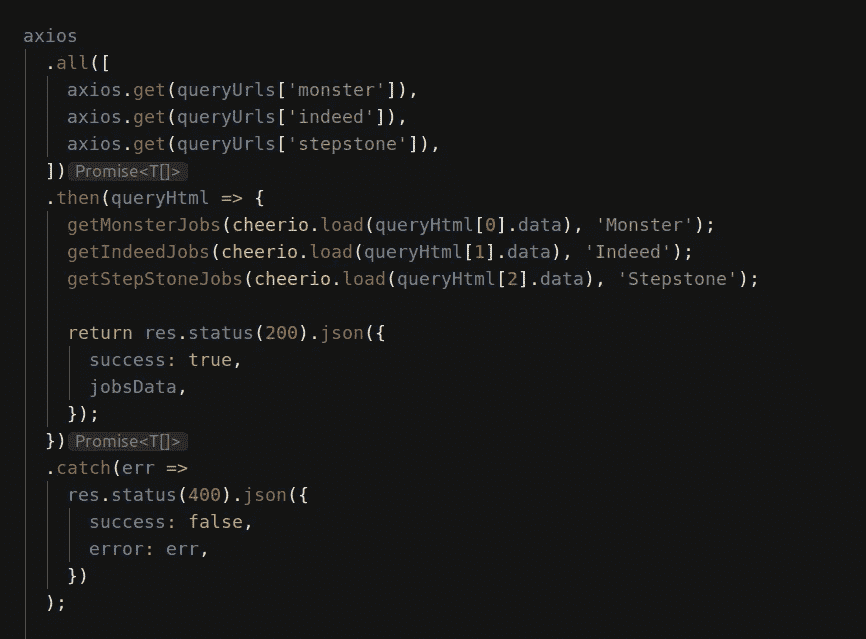 axios
.all([
axios.get(queryUrls['monster']),
axios.get(queryUrls['indeed']),
axios.get(queryUrls['stepstone']),
]) Promise<T[]>
.then(queryHtml => {
getMonsterJobs(cheerio.load(queryHtml[0].data), 'Monster');
getIndeedJobs(cheerio.load(queryHtml[1].data), 'Indeed');
getStepStoneJobs(cheerio.load(queryHtml[2].data), 'Stepstone');
return res.status(200).json({
success: true,
jobsData,
});
}) Promise<T[]>
.catch(err =>
res.status(400).json({
success: false,
error: err,
})
);